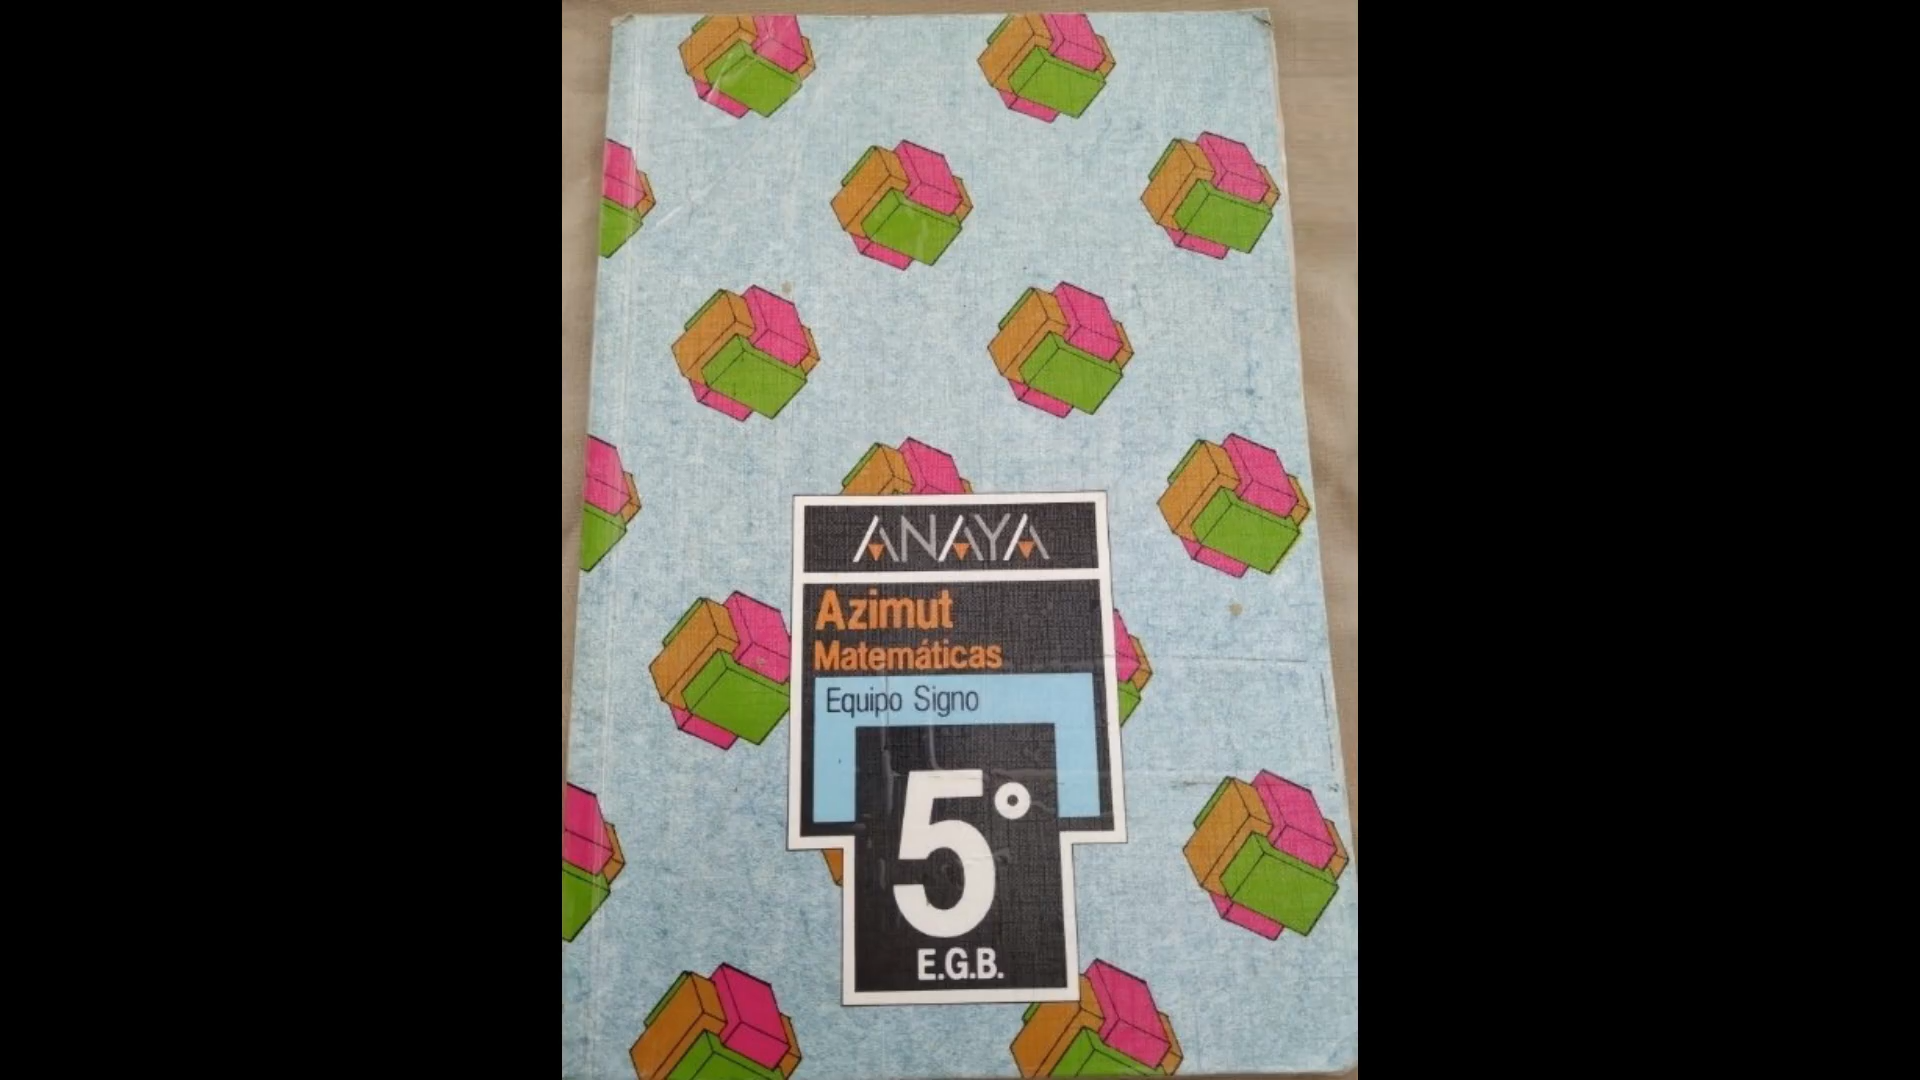 ANAYA
Azimut
Matemáticas
Equipo Signo
5°
E.G.B.